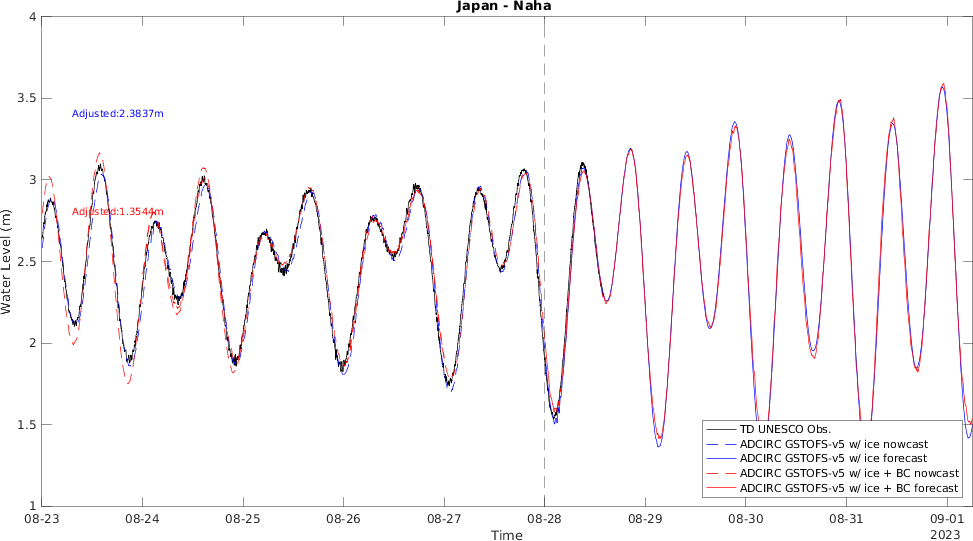 Japan - Naha
4
3.5
3
2.5
2
1.5
1
Water Level (m)
Adjusted:2.3837m
Adjusted:1.3544m
TD UNESCO Obs.
ADCIRC GSTOFS-v5 w/ ice nowcast
ADCIRC GSTOFS-v5 w/ ice forecast
ADCIRC GSTOFS-v5 w/ ice + BC nowcast
ADCIRC GSTOFS-v5 w/ ice + BC forecast
08-23 08-24 08-25 08-26 08-27 08-28 08-29 08-30 08-31 09-01
2023
Time